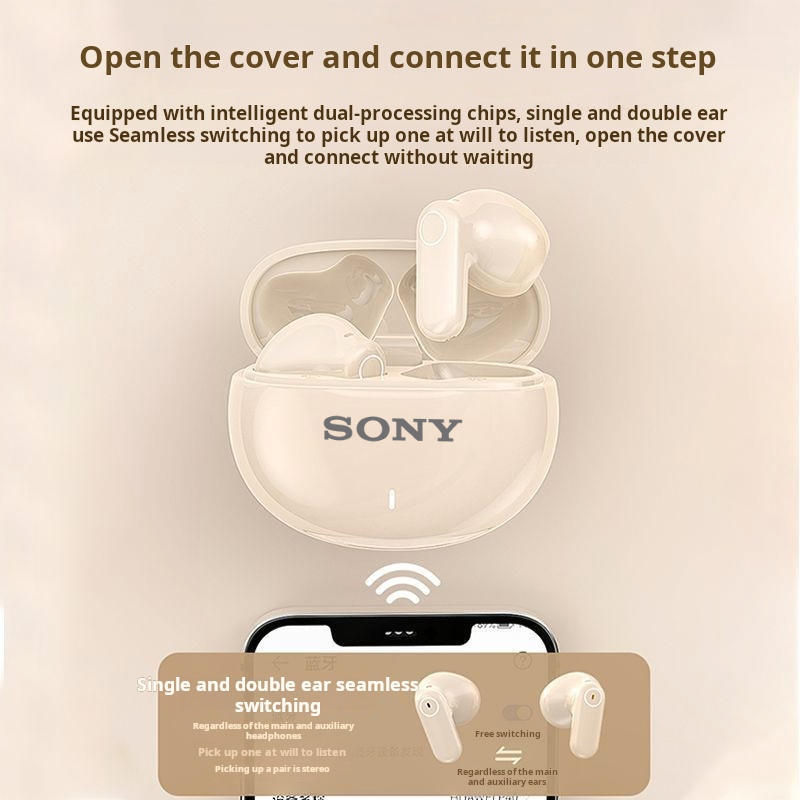 Open the cover and connect it in one step
Equipped with intelligent dual-processing chips, single and double ear
use Seamless switching to pick up one at will to listen, open the cover
and connect without waiting
SONY
87%
蓝牙
Single and double ear seamless
switching
Regardless of the main and auxiliary
headphones
Pick up one at will to listen
Picking up a pair is stereo
Free switching
Regardless of the main
and auxiliary ears